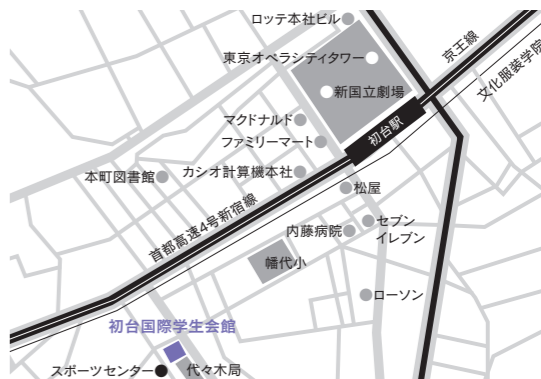 ロッテ本社ビル
東京オペラシティタワー
新国立劇場
京王線
文化服装学院
マクドナルド
ファミリーマート
初台駅
本町図書館
カシオ計算機本社
松屋
首都高速4号新宿線
内藤病院
セブン
イレブン
幡代小
ローソン
初台国際学生会館
スポーツセンター
代々木局